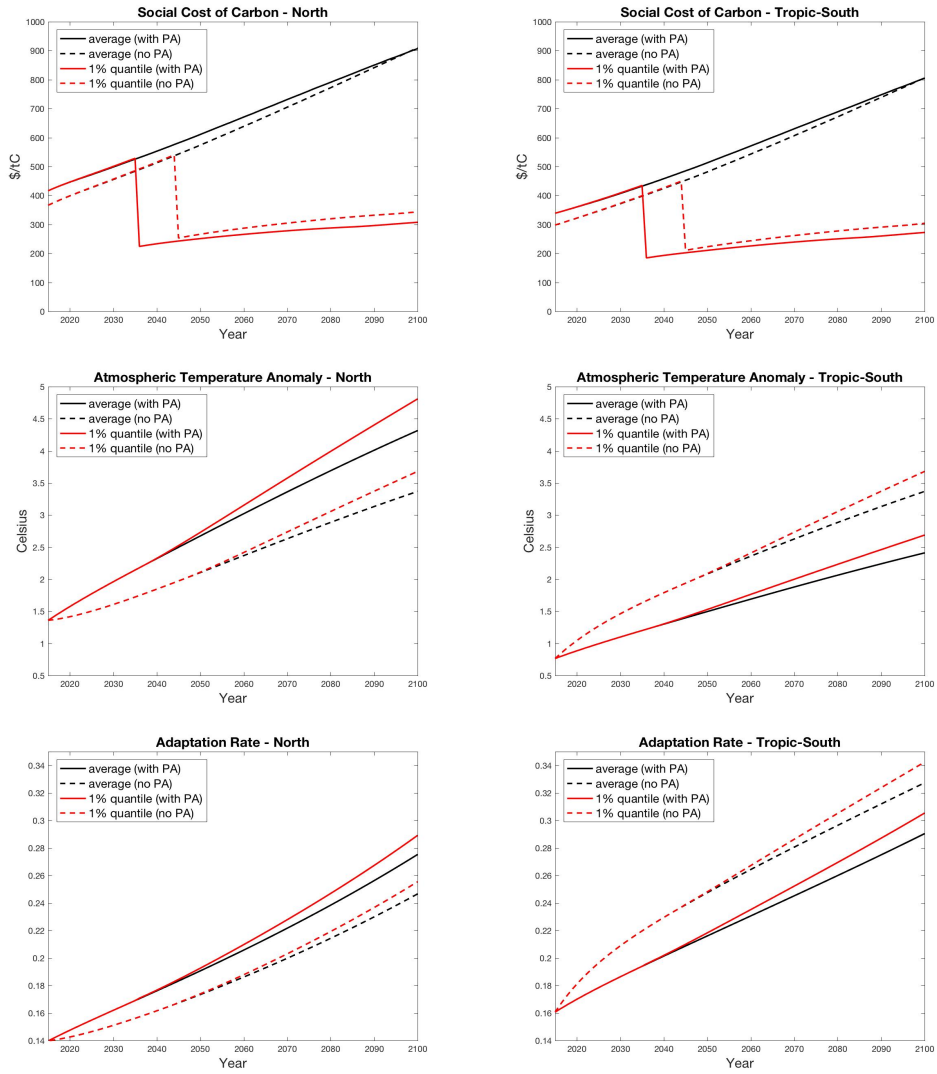 Social Cost of Carbon - North
1000
900
800
700
600
500
400
300
200
100
0
$/tC
average (with PA)
average (no PA)
1% quantile (with PA)
1% quantile (no PA)
2020 2030 2040 2050 2060 2070 2080 2090 2100
Year
Social Cost of Carbon - Tropic-South
1000
900
800
700
600
500
400
300
200
100
0
average (with PA)
average (no PA)
1% quantile (with PA)
1% quantile (no PA)
2020 2030 2040 2050 2060 2070 2080 2090 2100
Year
Atmospheric Temperature Anomaly - North
5
4.5
4
3.5
3
2.5
2
1.5
1
0.5
Celsius
average (with PA)
average (no PA)
1% quantile (with PA)
1% quantile (no PA)
2020 2030 2040 2050 2060 2070 2080 2090 2100
Year
Atmospheric Temperature Anomaly - Tropic-South
5
4.5
4
3.5
3
2.5
2
1.5
1
0.5
average (with PA)
average (no PA)
1% quantile (with PA)
1% quantile (no PA)
2020 2030 2040 2050 2060 2070 2080 2090 2100
Year
Adaptation Rate - North
0.34
0.3
0.28
0.26
0.24
0.22
0.2
0.18
0.16
0.14
average (with PA)
average (no PA)
1% quantile (with PA)
1% quantile (no PA)
2020 2030 2040 2050 2060 2070 2080 2090 2100
Year
Adaptation Rate - Tropic-South
0.34
0.3
0.28
0.26
0.24
0.22
0.2
0.18
0.16
0.14
average (with PA)
average (no PA)
1% quantile (with PA)
1% quantile (no PA)
2020 2030 2040 2050 2060 2070 2080 2090 2100
Year